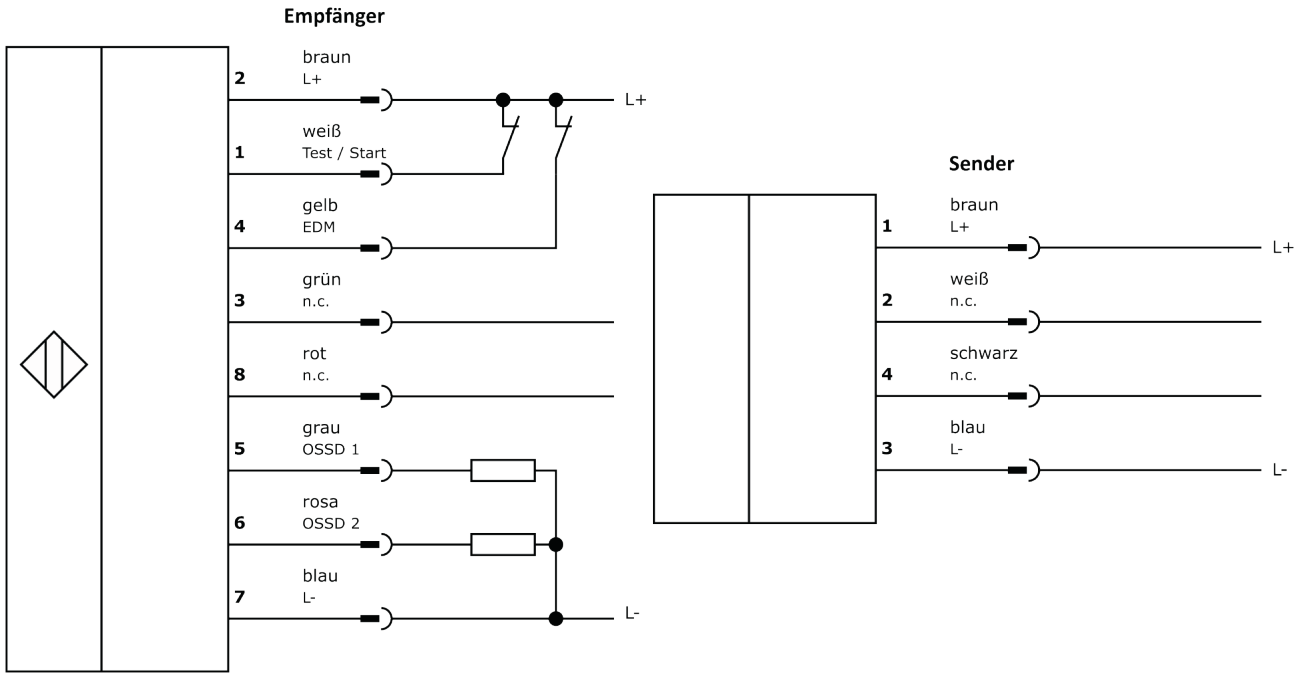 Empfänger
braun
2 L+
L+
weiß
1 Test / Start
gelb
4 EDM
grün
3 n.c.
rot
8 n.c.
grau
5 OSSD 1
rosa
6 OSSD 2
blau
7 L-
L-
Sender
braun
1 L+
L+
weiß
2 n.c.
schwarz
4 n.c.
blau
3 L-
L-